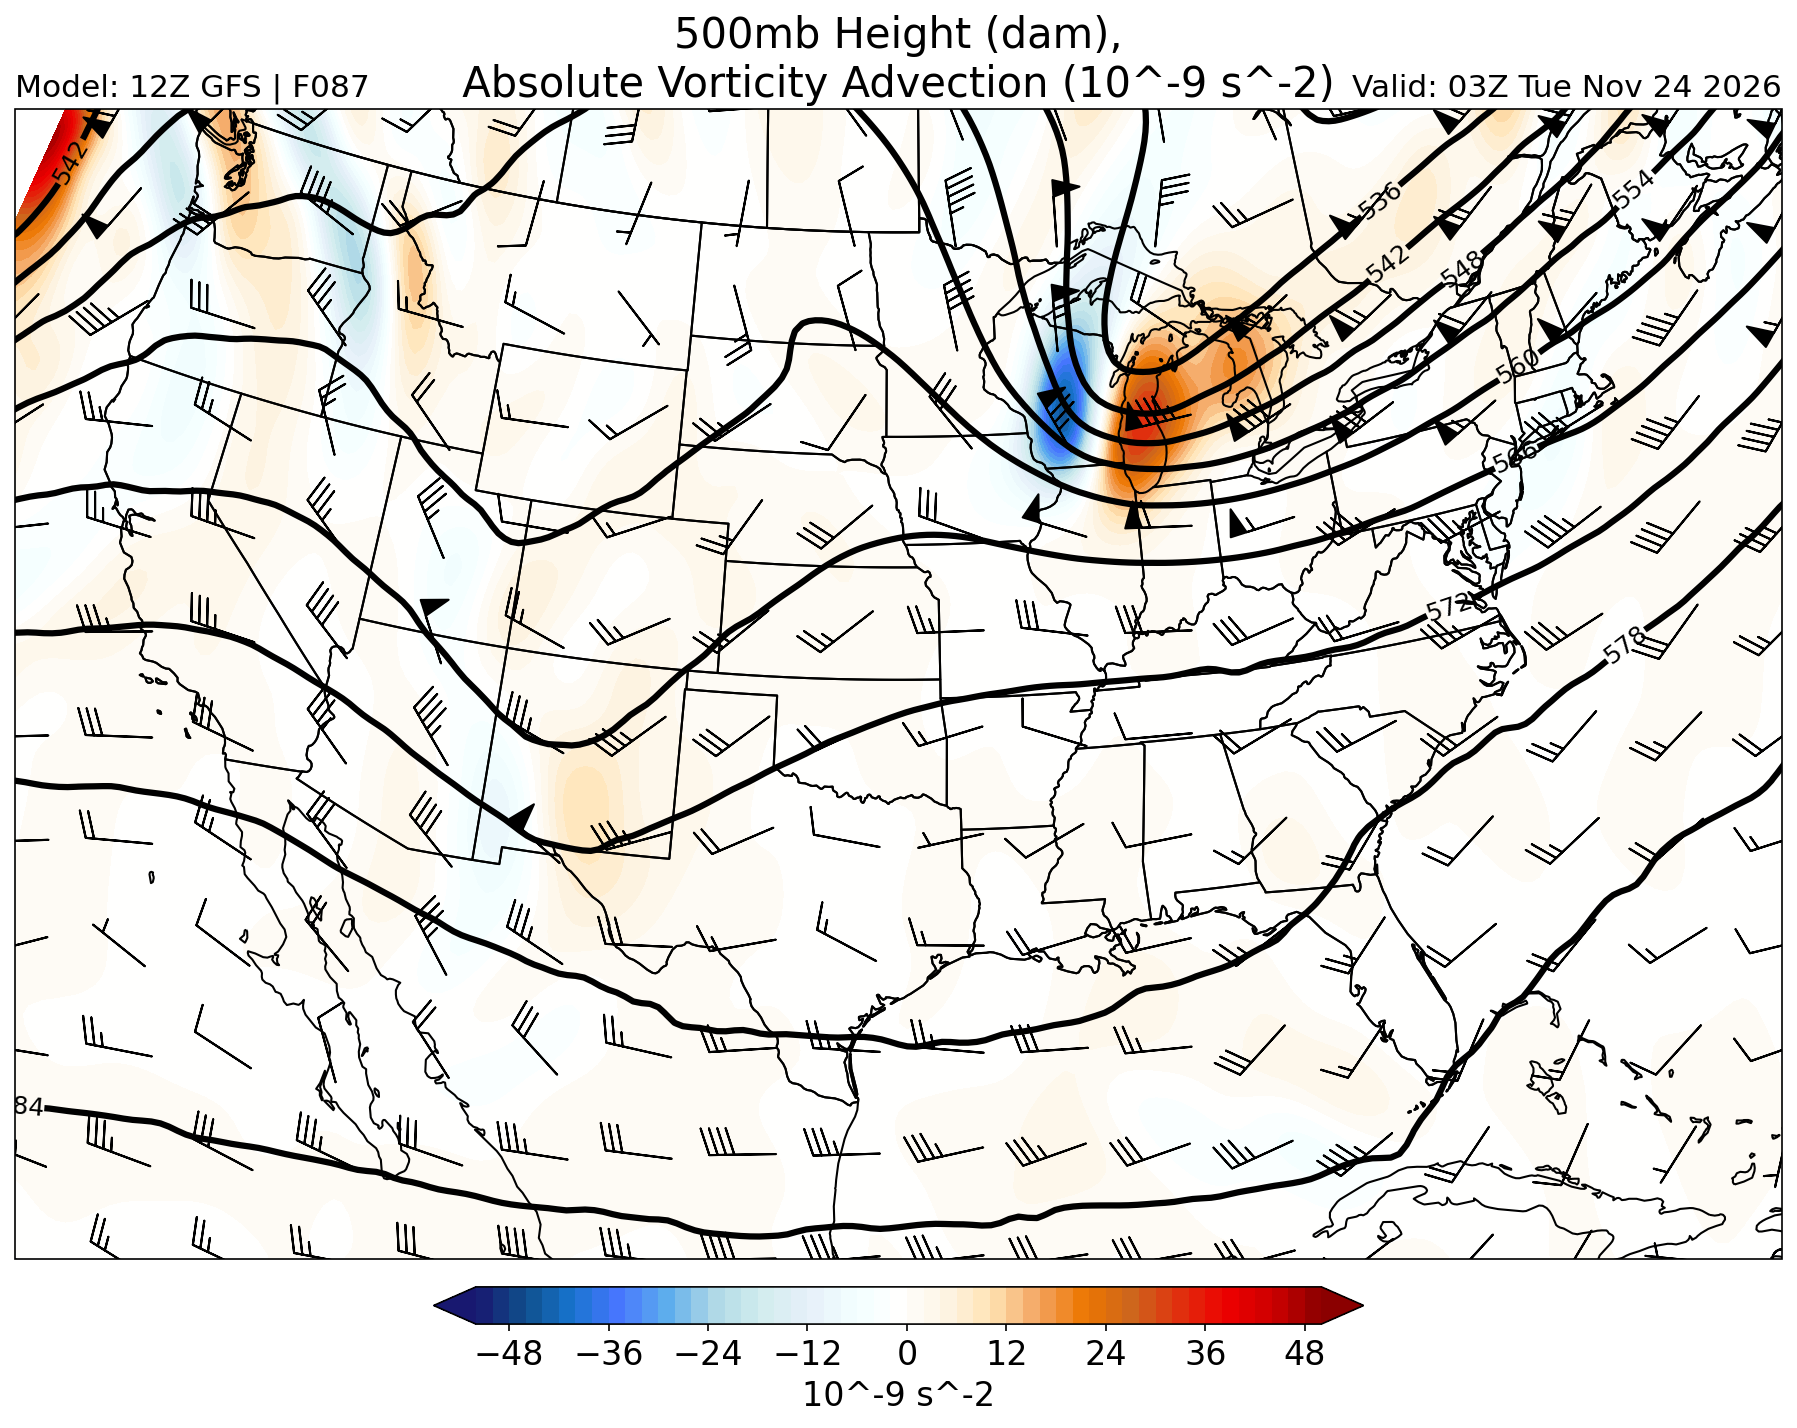 500mb Height (dam),
Model: 12Z GFS | F087
Absolute Vorticity Advection (10^-9 s^-2)
Valid: 03Z Tue Nov 24 2026
542
536
554
542
548
560
566
572
578
84
−48 −36 −24 −12 0 12 24 36 48
10^-9 s^-2